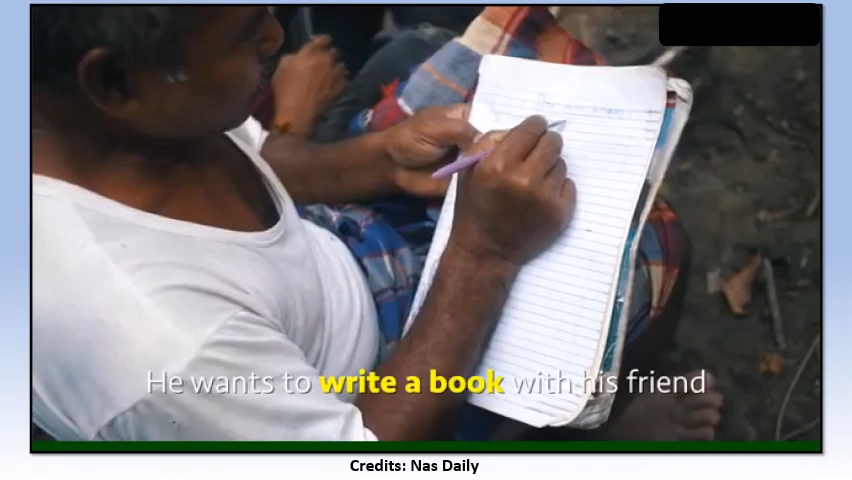 He wants to write a book with his friend
Credits: Nas Daily